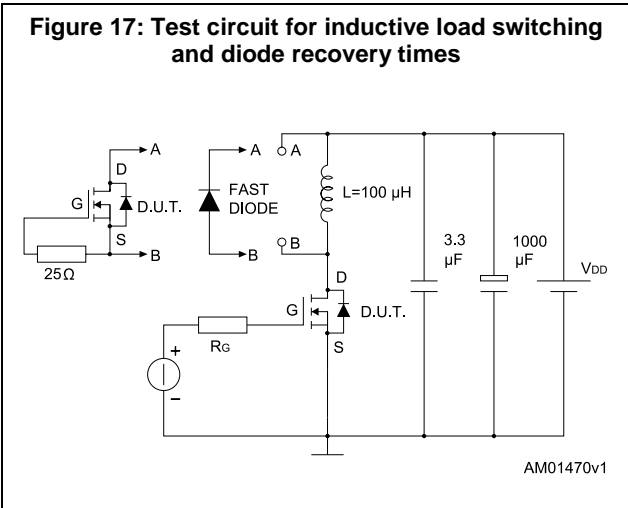 Figure 17: Test circuit for inductive load switching
and diode recovery times
A
D
G
D.U.T.
S
B
25Ω
A
FAST
DIODE
B
A
L=100 µH
B
D
G
D.U.T.
S
RG
+
-
3.3
µF
1000
µF
VDD
AM01470v1